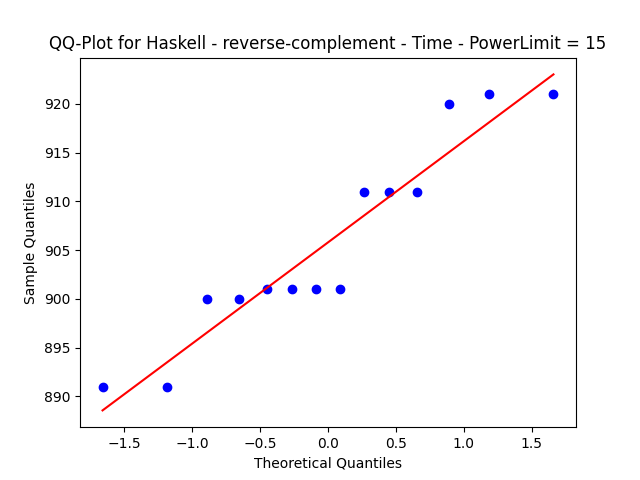 QQ-Plot for Haskell - reverse-complement - Time - PowerLimit = 15
920
915
910
905
900
895
890
Sample Quantiles
−1.5 −1.0 −0.5 0.0 0.5 1.0 1.5
Theoretical Quantiles